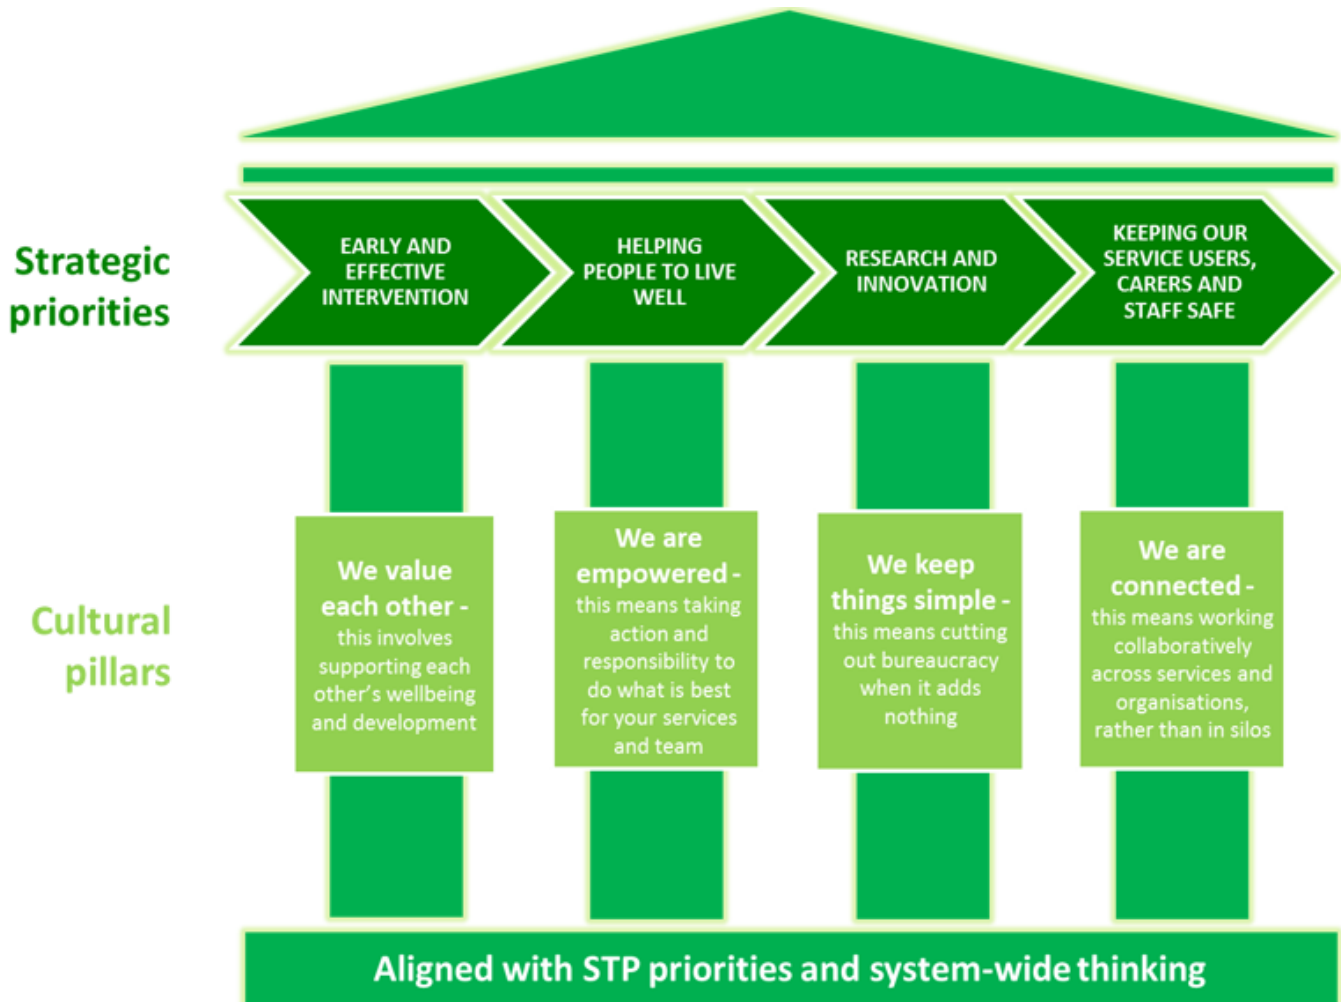 Strategic
priorities
EARLY AND
EFFECTIVE
INTERVENTION
HELPING
PEOPLE TO LIVE
WELL
RESEARCH AND
INNOVATION
KEEPING OUR
SERVICE USERS,
CARERS AND
STAFF SAFE
Cultural
pillars
We value
each other -
this involves
supporting each
other’s wellbeing
and development
We are
empowered -
this means taking
action and
responsibility to
do what is best
for your services
and team
We keep
things simple -
this means cutting
out bureaucracy
when it adds
nothing
We are
connected -
this means working
collaboratively
across services and
organisations,
rather than in silos
Aligned with STP priorities and system-wide thinking